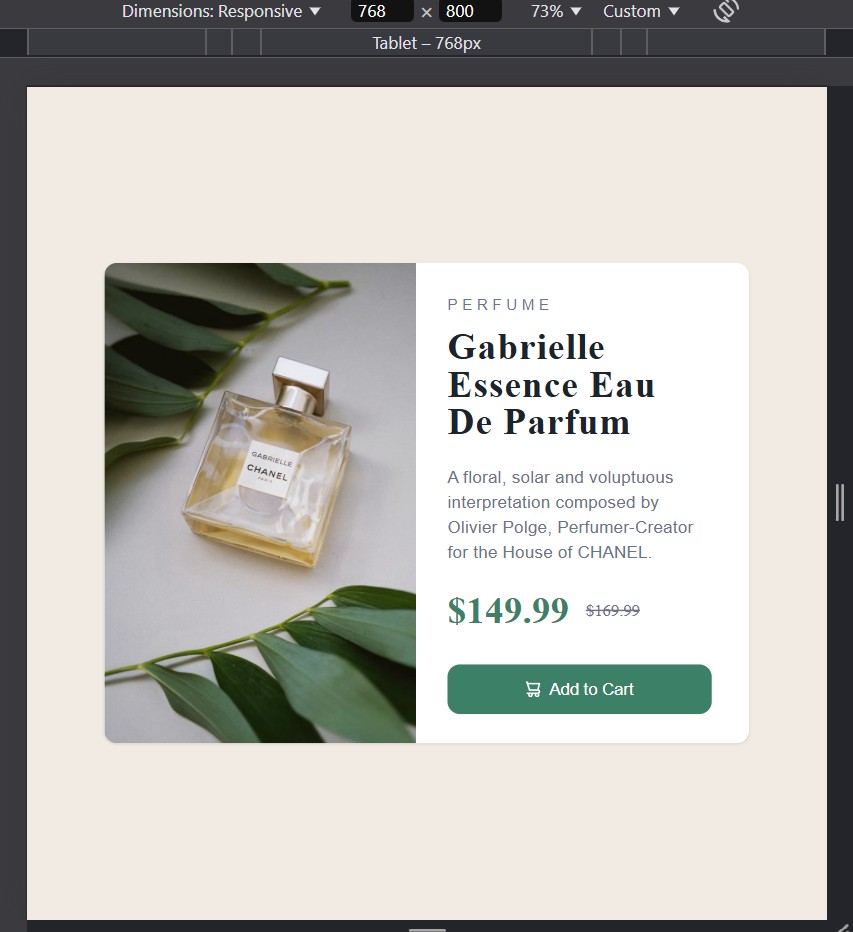 Dimensions: Responsive ▼ 768 × 800 73% ▼ Custom ▼
Tablet – 768px
PERFUME
Gabrielle
Essence Eau
De Parfum
GABRIELLE
CHANEL
PARIS
A floral, solar and voluptuous
interpretation composed by
Olivier Polge, Perfumer-Creator
for the House of CHANEL.
$149.99 $169.99
Add to Cart